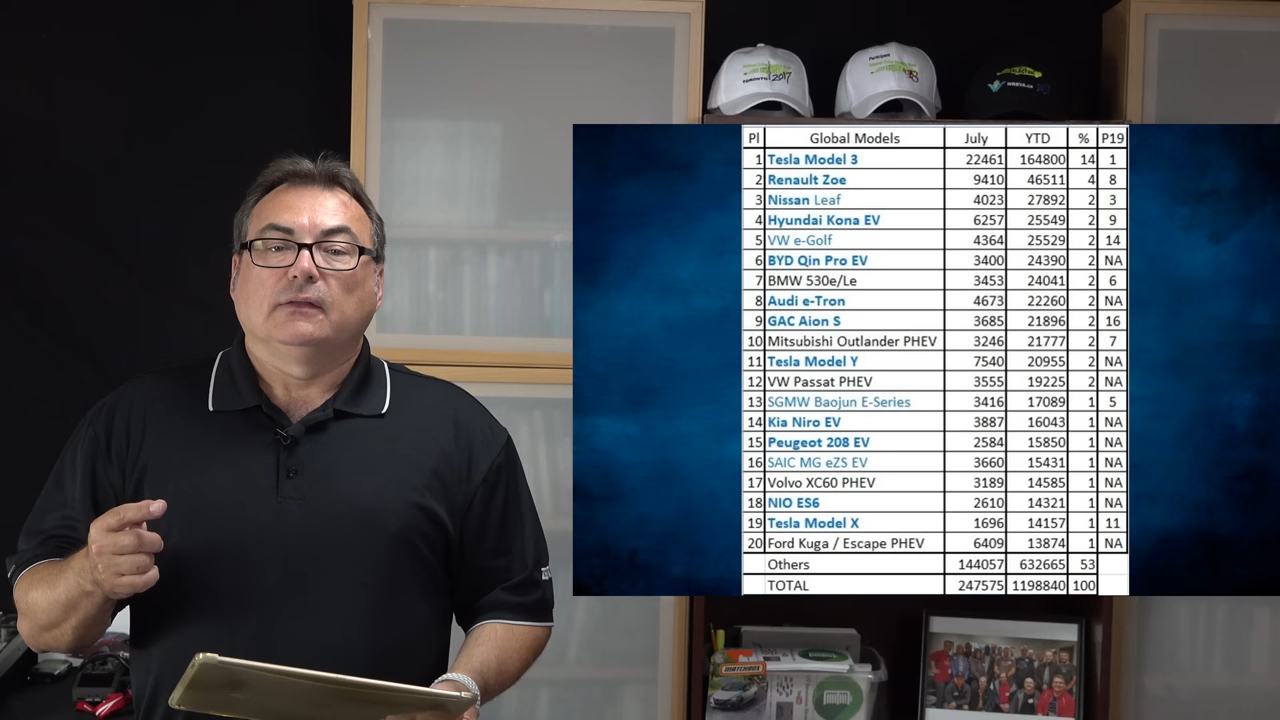 TORONTO 2017
Participant
Pl Global Models July YTD % P19
1 Tesla Model 3 22461 164800 14 1
2 Renault Zoe 9410 46511 4 8
3 Nissan Leaf 4023 27892 2 3
4 Hyundai Kona EV 6257 25549 2 9
5 VW e-Golf 4364 25529 2 14
6 BYD Qin Pro EV 3400 24390 2 NA
7 BMW 530e/Le 3453 24041 2 6
8 Audi e-Tron 4673 22260 2 NA
9 GAC Aion S 3685 21896 2 16
10 Mitsubishi Outlander PHEV 3246 21777 2 7
11 Tesla Model Y 7540 20955 2 NA
12 VW Passat PHEV 3555 19225 2 NA
13 SGMW Baojun E-Series 3416 17089 1 5
14 Kia Niro EV 3887 16043 1 NA
15 Peugeot 208 EV 2584 15850 1 NA
16 SAIC MG eZS EV 3660 15431 1 NA
17 Volvo XC60 PHEV 3189 14585 1 NA
18 NIO ES6 2610 14321 1 NA
19 Tesla Model X 1696 14157 1 11
20 Ford Kuga / Escape PHEV 6409 13874 1 NA
Others 144057 632665 53
TOTAL 247575 1198840 100
MATCHBOX